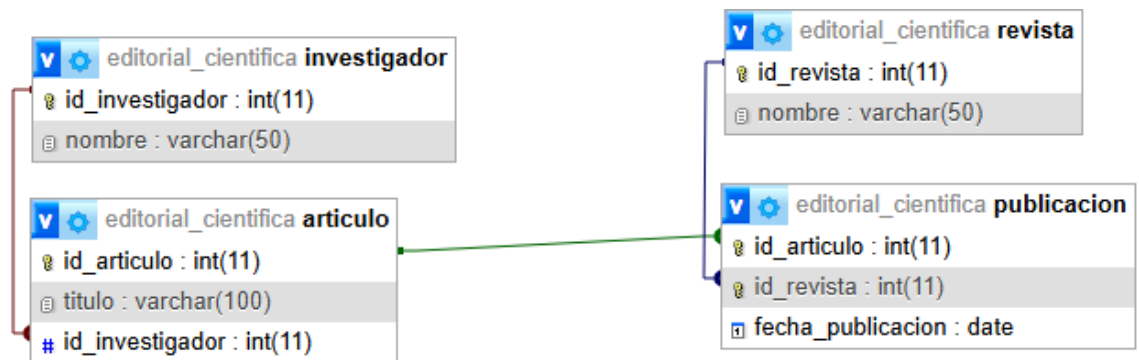 v editorial_cientifica investigador
id_investigador : int(11)
nombre : varchar(50)
v editorial_cientifica articulo
id_articulo : int(11)
titulo : varchar(100)
# id_investigador : int(11)
v editorial_cientifica revista
id_revista : int(11)
nombre : varchar(50)
v editorial_cientifica publicacion
id_articulo : int(11)
id_revista : int(11)
fecha_publicacion : date